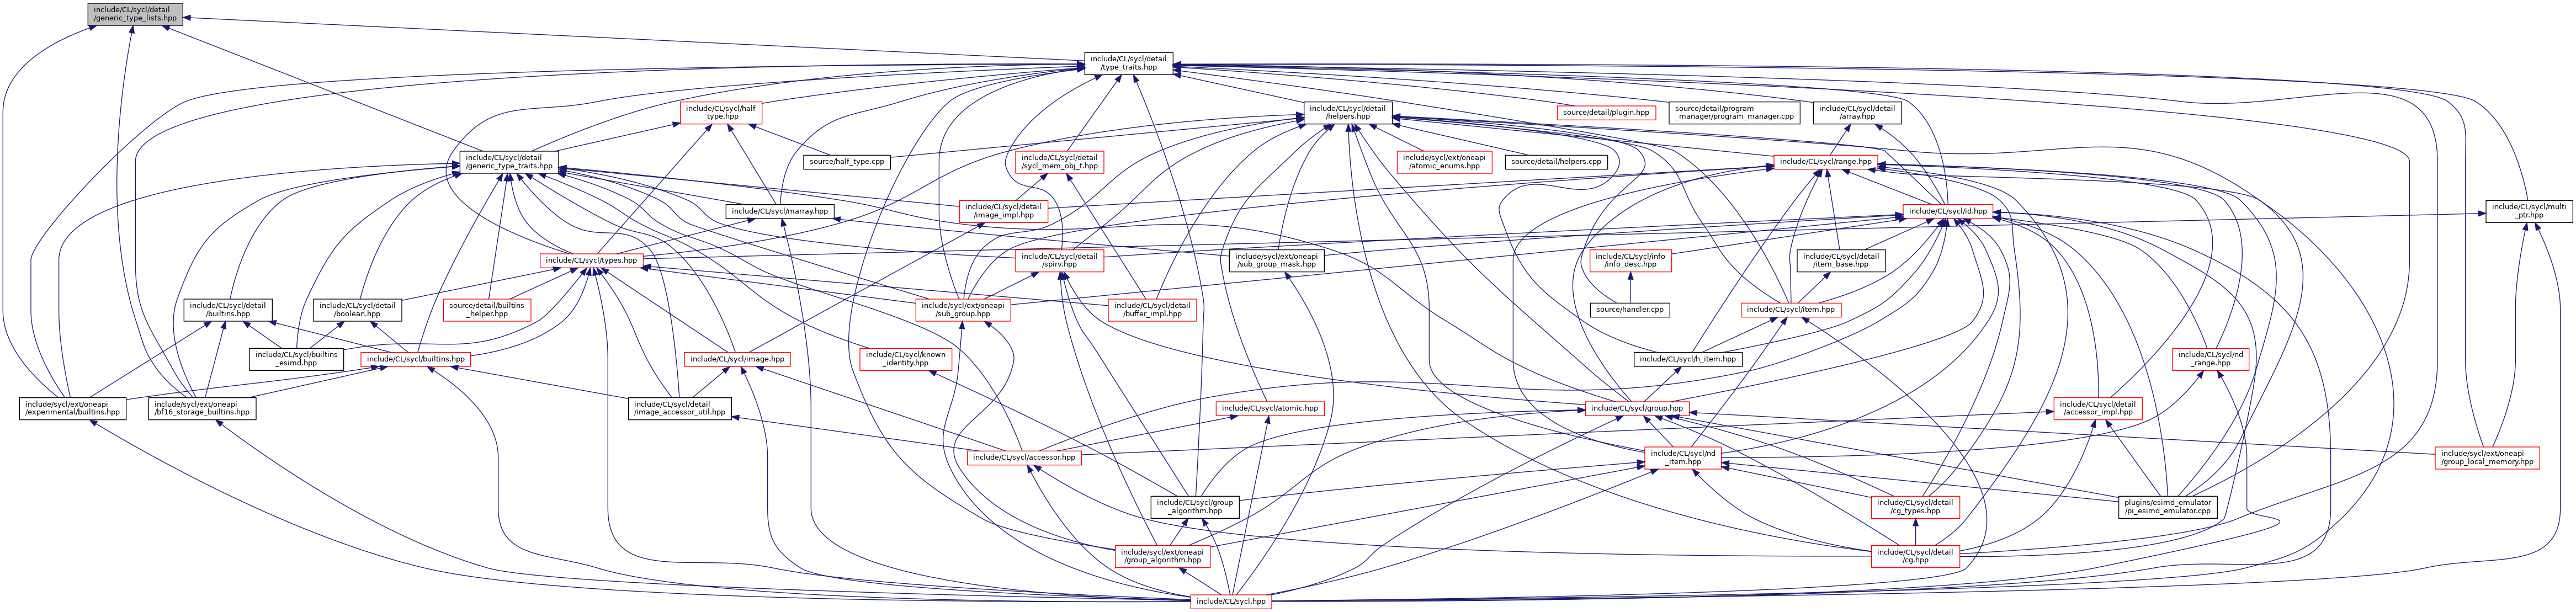 include/CL/sycl/detail
/generic_type_lists.hpp
include/CL/sycl/detail
/type_traits.hpp
include/CL/sycl/half
_type.hpp
include/CL/sycl/detail
/helpers.hpp
source/detail/plugin.hpp
source/detail/program
_manager/program_manager.cpp
include/CL/sycl/detail
/array.hpp
include/CL/sycl/detail
/generic_type_traits.hpp
source/half_type.cpp
include/CL/sycl/detail
/sycl_mem_obj_t.hpp
include/sycl/ext/oneapi
/atomic_enums.hpp
source/detail/helpers.cpp
include/CL/sycl/range.hpp
include/CL/sycl/marray.hpp
include/CL/sycl/detail
/image_impl.hpp
include/CL/sycl/id.hpp
include/CL/sycl/multi
_ptr.hpp
include/CL/sycl/types.hpp
include/CL/sycl/detail
/spirv.hpp
include/sycl/ext/oneapi
/sub_group_mask.hpp
include/CL/sycl/info
/info_desc.hpp
include/CL/sycl/detail
/item_base.hpp
include/CL/sycl/detail
/builtins.hpp
include/CL/sycl/detail
/boolean.hpp
source/detail/builtins
_helper.hpp
include/sycl/ext/oneapi
/sub_group.hpp
include/CL/sycl/detail
/buffer_impl.hpp
source/handler.cpp
include/CL/sycl/item.hpp
include/CL/sycl/builtins
_esimd.hpp
include/CL/sycl/builtins.hpp
include/CL/sycl/image.hpp
include/CL/sycl/known
_identity.hpp
include/CL/sycl/h_item.hpp
include/CL/sycl/nd
_range.hpp
include/sycl/ext/oneapi
/experimental/builtins.hpp
include/sycl/ext/oneapi
/bf16_storage_builtins.hpp
include/CL/sycl/detail
/image_accessor_util.hpp
include/CL/sycl/atomic.hpp
include/CL/sycl/group.hpp
include/CL/sycl/detail
/accessor_impl.hpp
include/CL/sycl/accessor.hpp
include/CL/sycl/nd
_item.hpp
include/sycl/ext/oneapi
/group_local_memory.hpp
include/CL/sycl/group
_algorithm.hpp
include/CL/sycl/detail
/cg_types.hpp
plugins/esimd_emulator
/pi_esimd_emulator.cpp
include/sycl/ext/oneapi
/group_algorithm.hpp
include/CL/sycl/detail
/cg.hpp
include/CL/sycl.hpp